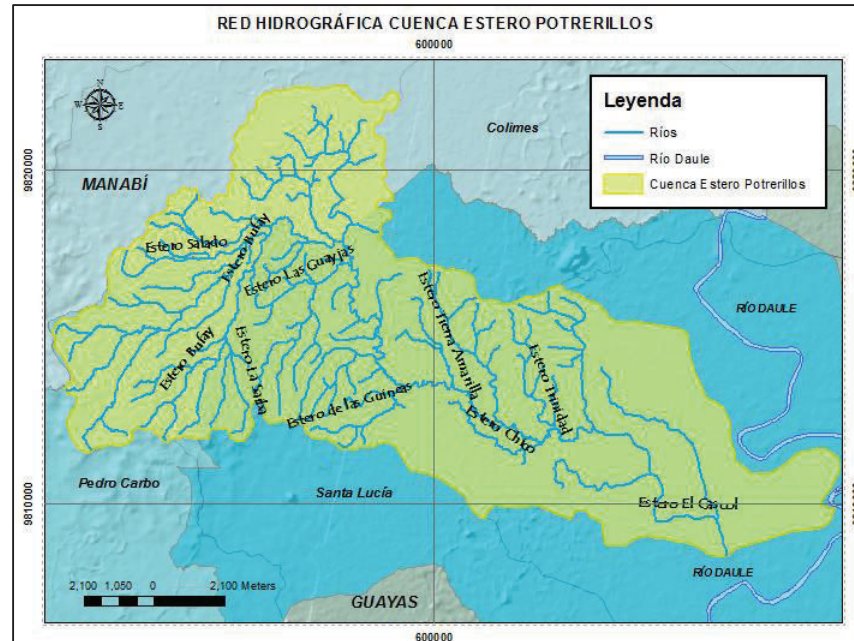 RED HIDROGRÁFICA CUENCA ESTERO POTRERILLOS
600000
N
W E
S
Leyenda
Ríos
Río Daule
Cuenca Estero Potrerillos
Colimes
9820000
MANABÍ
Estero Salado
Estero Bufay
Estero Las Guayjas
Estero Tierra Amarilla
RÍO DAULE
Estero Bufay
Estero La Saiba
Estero de las Guineas
Estero Trinidad
Estero Chico
Pedro Carbo
Santa Lucía
9810000
Estero El
RÍO DAULE
2,100 1,050 0 2,100 Meters
GUAYAS
600000